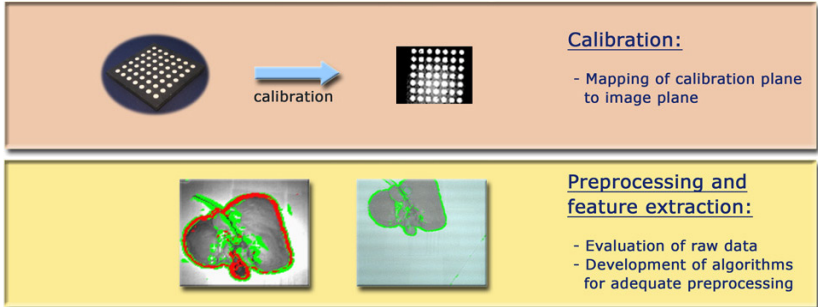 calibration
Calibration:
- Mapping of calibration plane
to image plane
Preprocessing and
feature extraction:
- Evaluation of raw data
- Development of algorithms
for adequate preprocessing